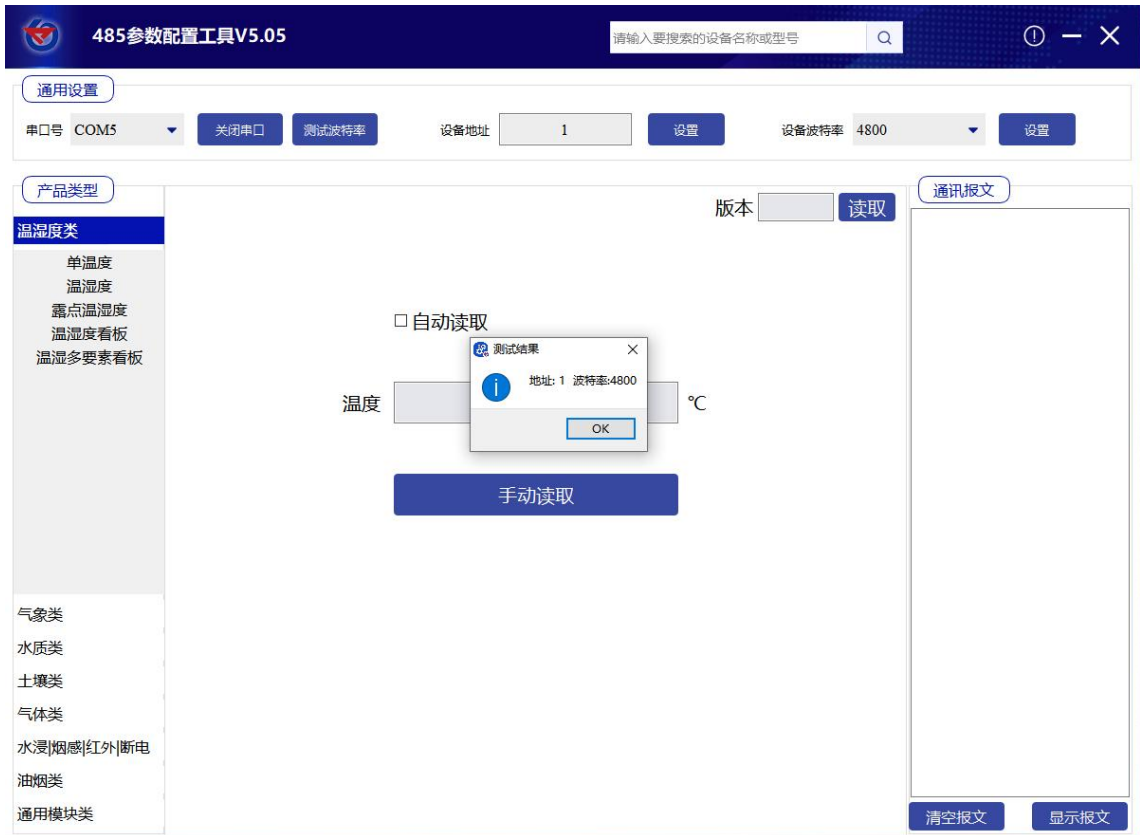 485参数配置工具V5.05
请输入要搜索的设备名称或型号
通用设置
串口号 COM5 关闭串口 测试波特率 设备地址 1 设置 设备波特率 4800 设置
产品类型
温湿度类
单温度
温湿度
露点温湿度
温湿度看板
温湿多要素看板
气象类
水质类
土壤类
气体类
水浸|烟感|红外|断电
油烟类
通用模块类
版本 读取
自动读取
测试结果
地址: 1 波特率:4800
OK
温度 ℃
手动读取
通讯报文
清空报文 显示报文